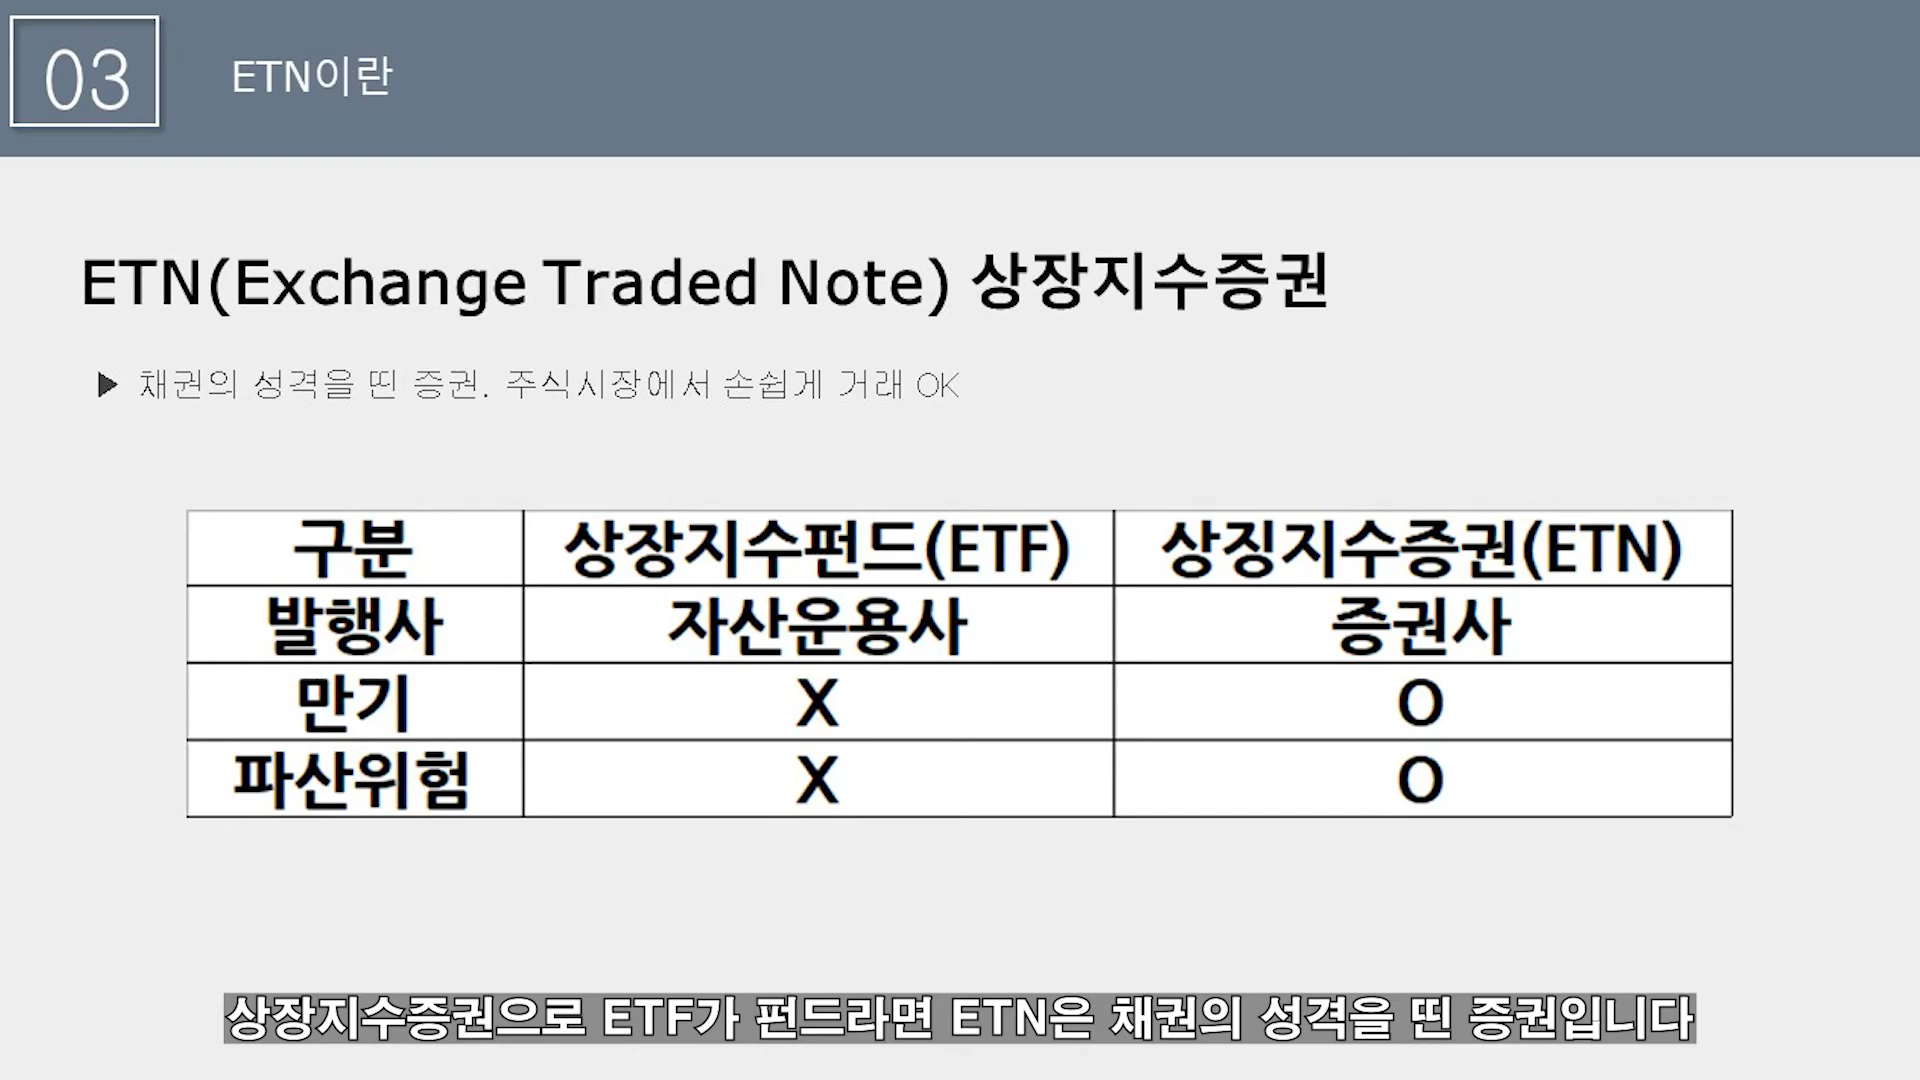 03
ETN이란
ETN(Exchange Traded Note) 상장지수증권
▶ 채권의 성격을 띤 증권. 주식시장에서 손쉽게 거래 OK
구분 상장지수펀드(ETF) 상징지수증권(ETN)
발행사 자산운용사 증권사
만기 X O
파산위험 X O
상장지수증권으로 ETF가 펀드라면 ETN은 채권의 성격을 띤 증권입니다